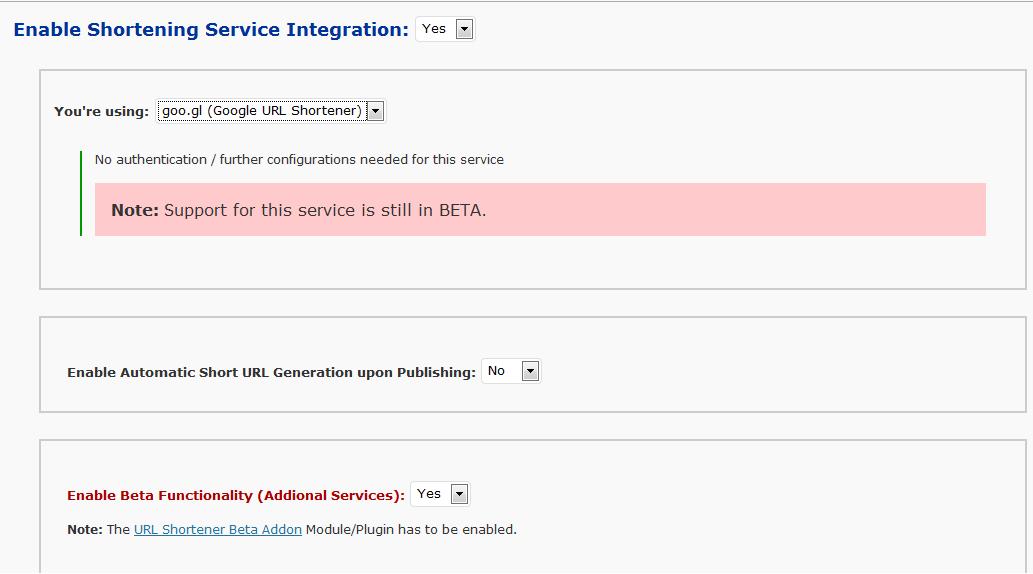 Enable Shortening Service Integration: Yes
You're using: goo.gl (Google URL Shortener)
No authentication / further configurations needed for this service
Note: Support for this service is still in BETA.
Enable Automatic Short URL Generation upon Publishing: No
Enable Beta Functionality (Addional Services): Yes
Note: The URL Shortener Beta Addon Module/Plugin has to be enabled.